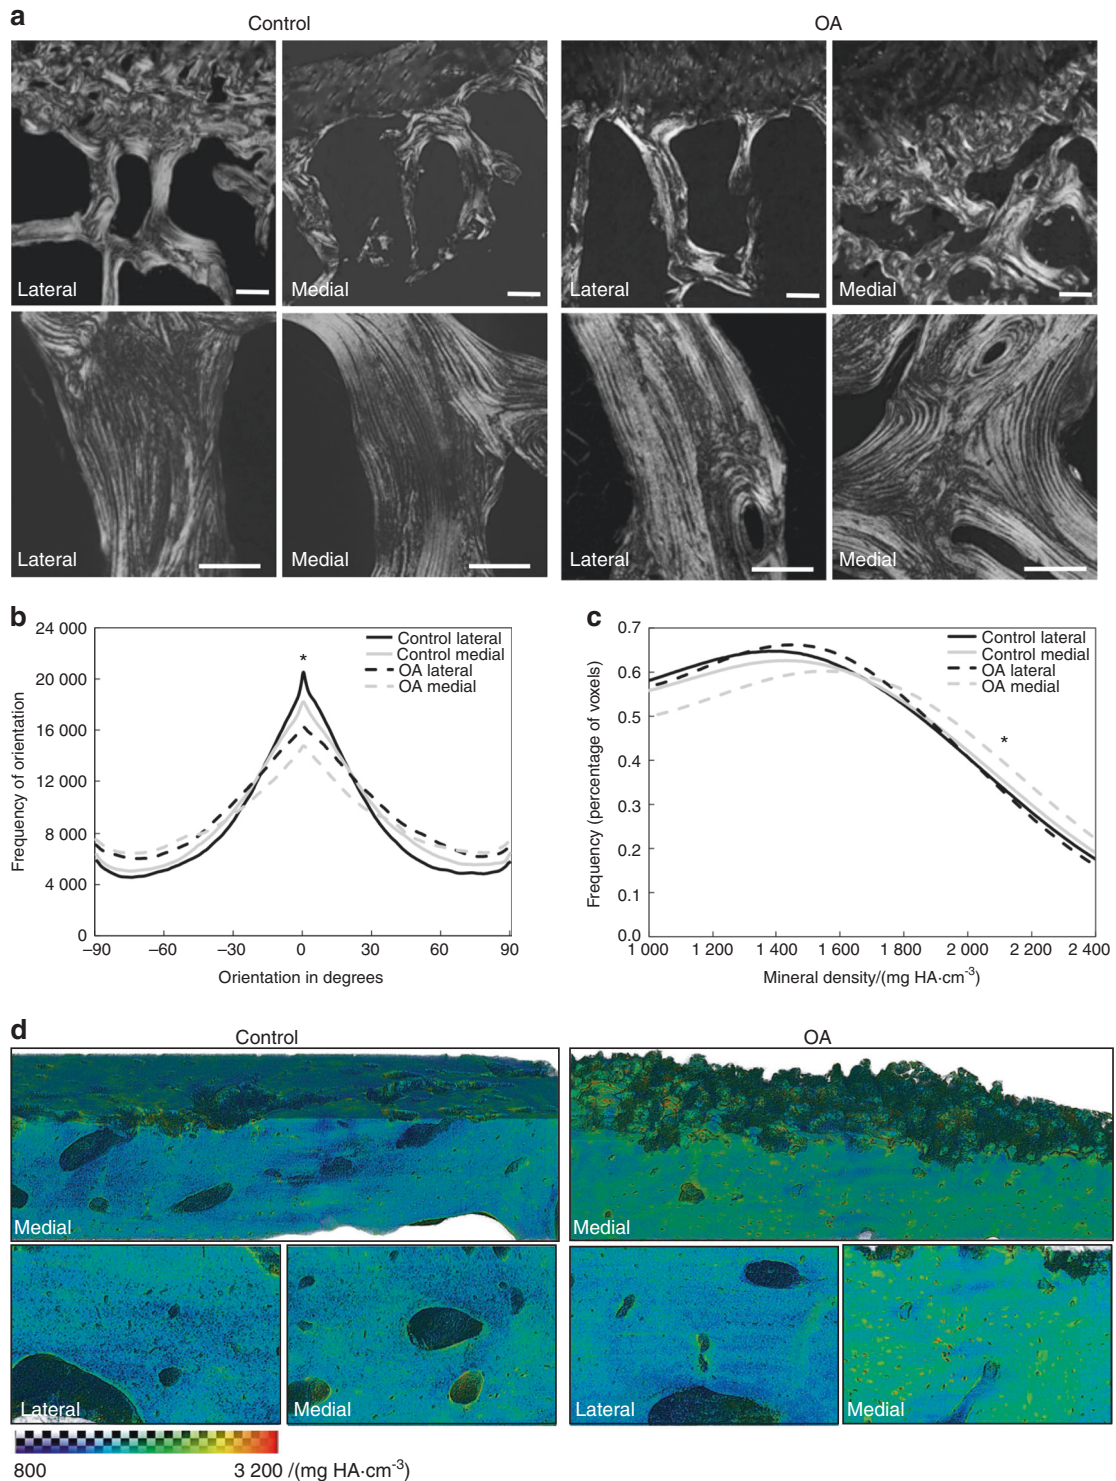 a
Control
OA
Lateral
Medial
Lateral
Medial
Lateral
Medial
Lateral
Medial
b
24 000
20 000
16 000
12 000
8 000
4 000
0
–90
–60
–30
0
30
60
90
Frequency of orientation
Orientation in degrees
*
Control lateral
Control medial
OA lateral
OA medial
c
0.7
0.6
0.5
0.4
0.3
0.2
0.1
0.0
1 000
1 200
1 400
1 600
1 800
2 000
2 200
2 400
Frequency (percentage of voxels)
Mineral density/(mg HA·cm-3)
*
Control lateral
Control medial
OA lateral
OA medial
d
Control
OA
Medial
Medial
Lateral
Medial
Lateral
Medial
800
3 200 /(mg HA·cm-3)